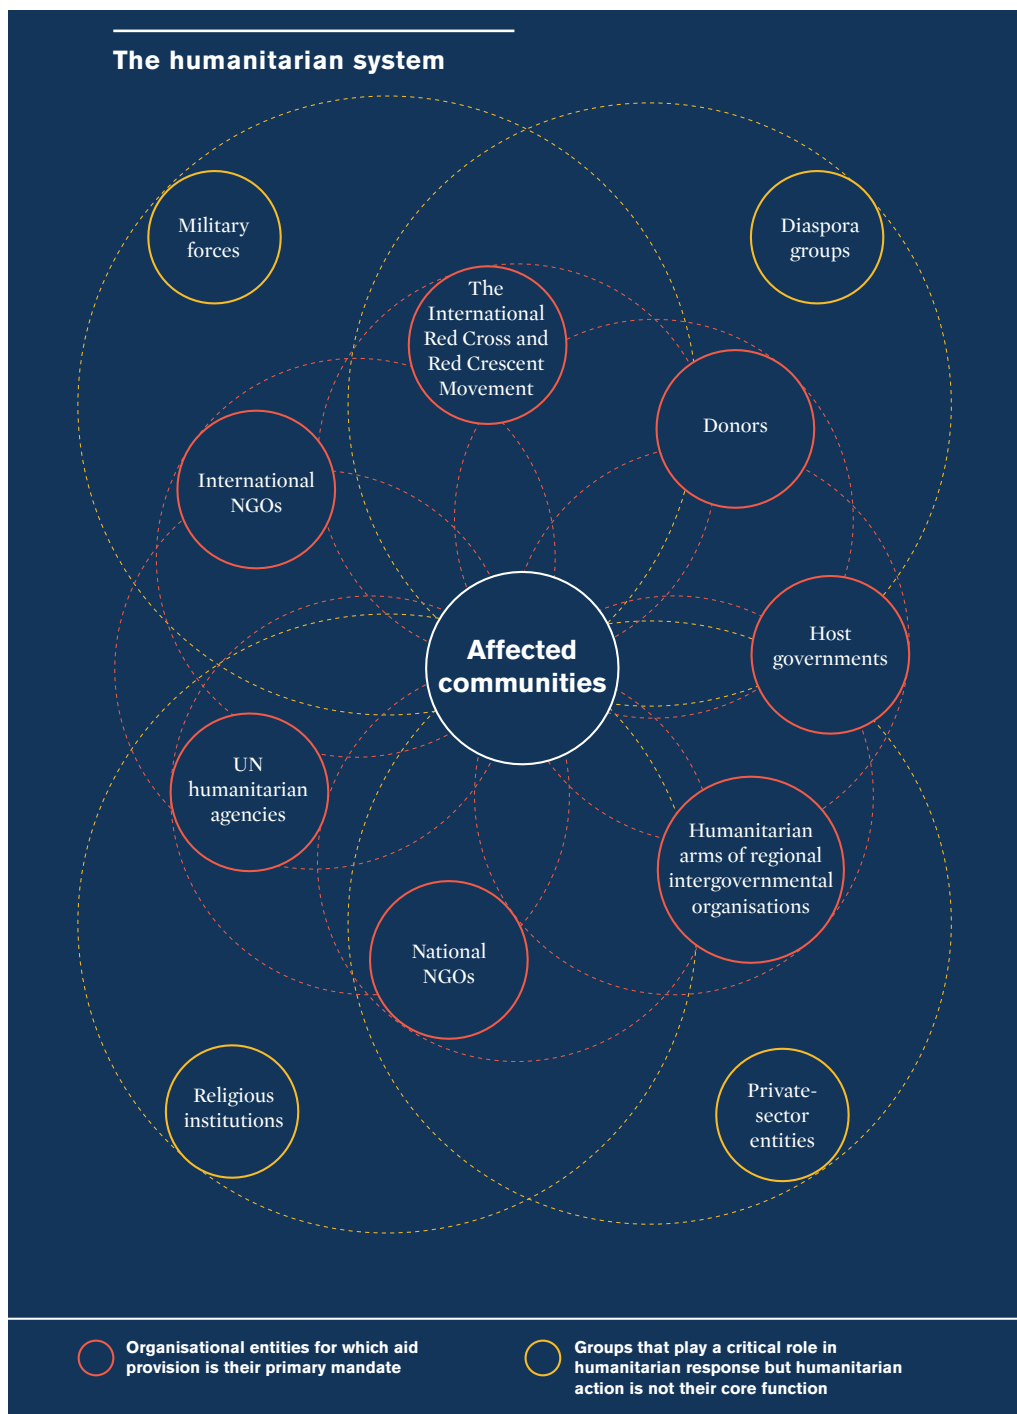 The humanitarian system
Military
forces
Diaspora
groups
The
International
Red Cross and
Red Crescent
Movement
Donors
International
NGOs
Host
governments
Affected
communities
UN
humanitarian
agencies
Humanitarian
arms of regional
intergovernmental
organisations
National
NGOs
Religious
institutions
Private-
sector
entities
Organisational entities for which aid
provision is their primary mandate
Groups that play a critical role in
humanitarian response but humanitarian
action is not their core function